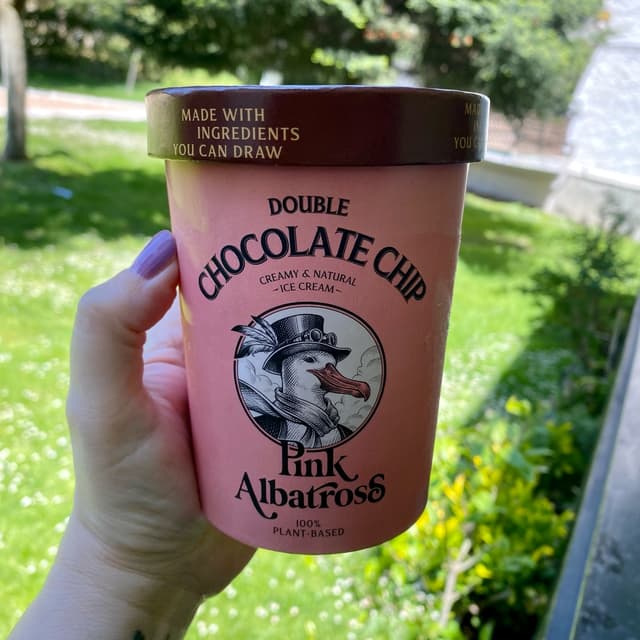 MADE WITH
INGREDIENTS
YOU CAN DRAW
DOUBLE
CHOCOLATE CHIP
CREAMY & NATURAL
-ICE CREAM-
Pink
Albatross
100%
PLANT-BASED